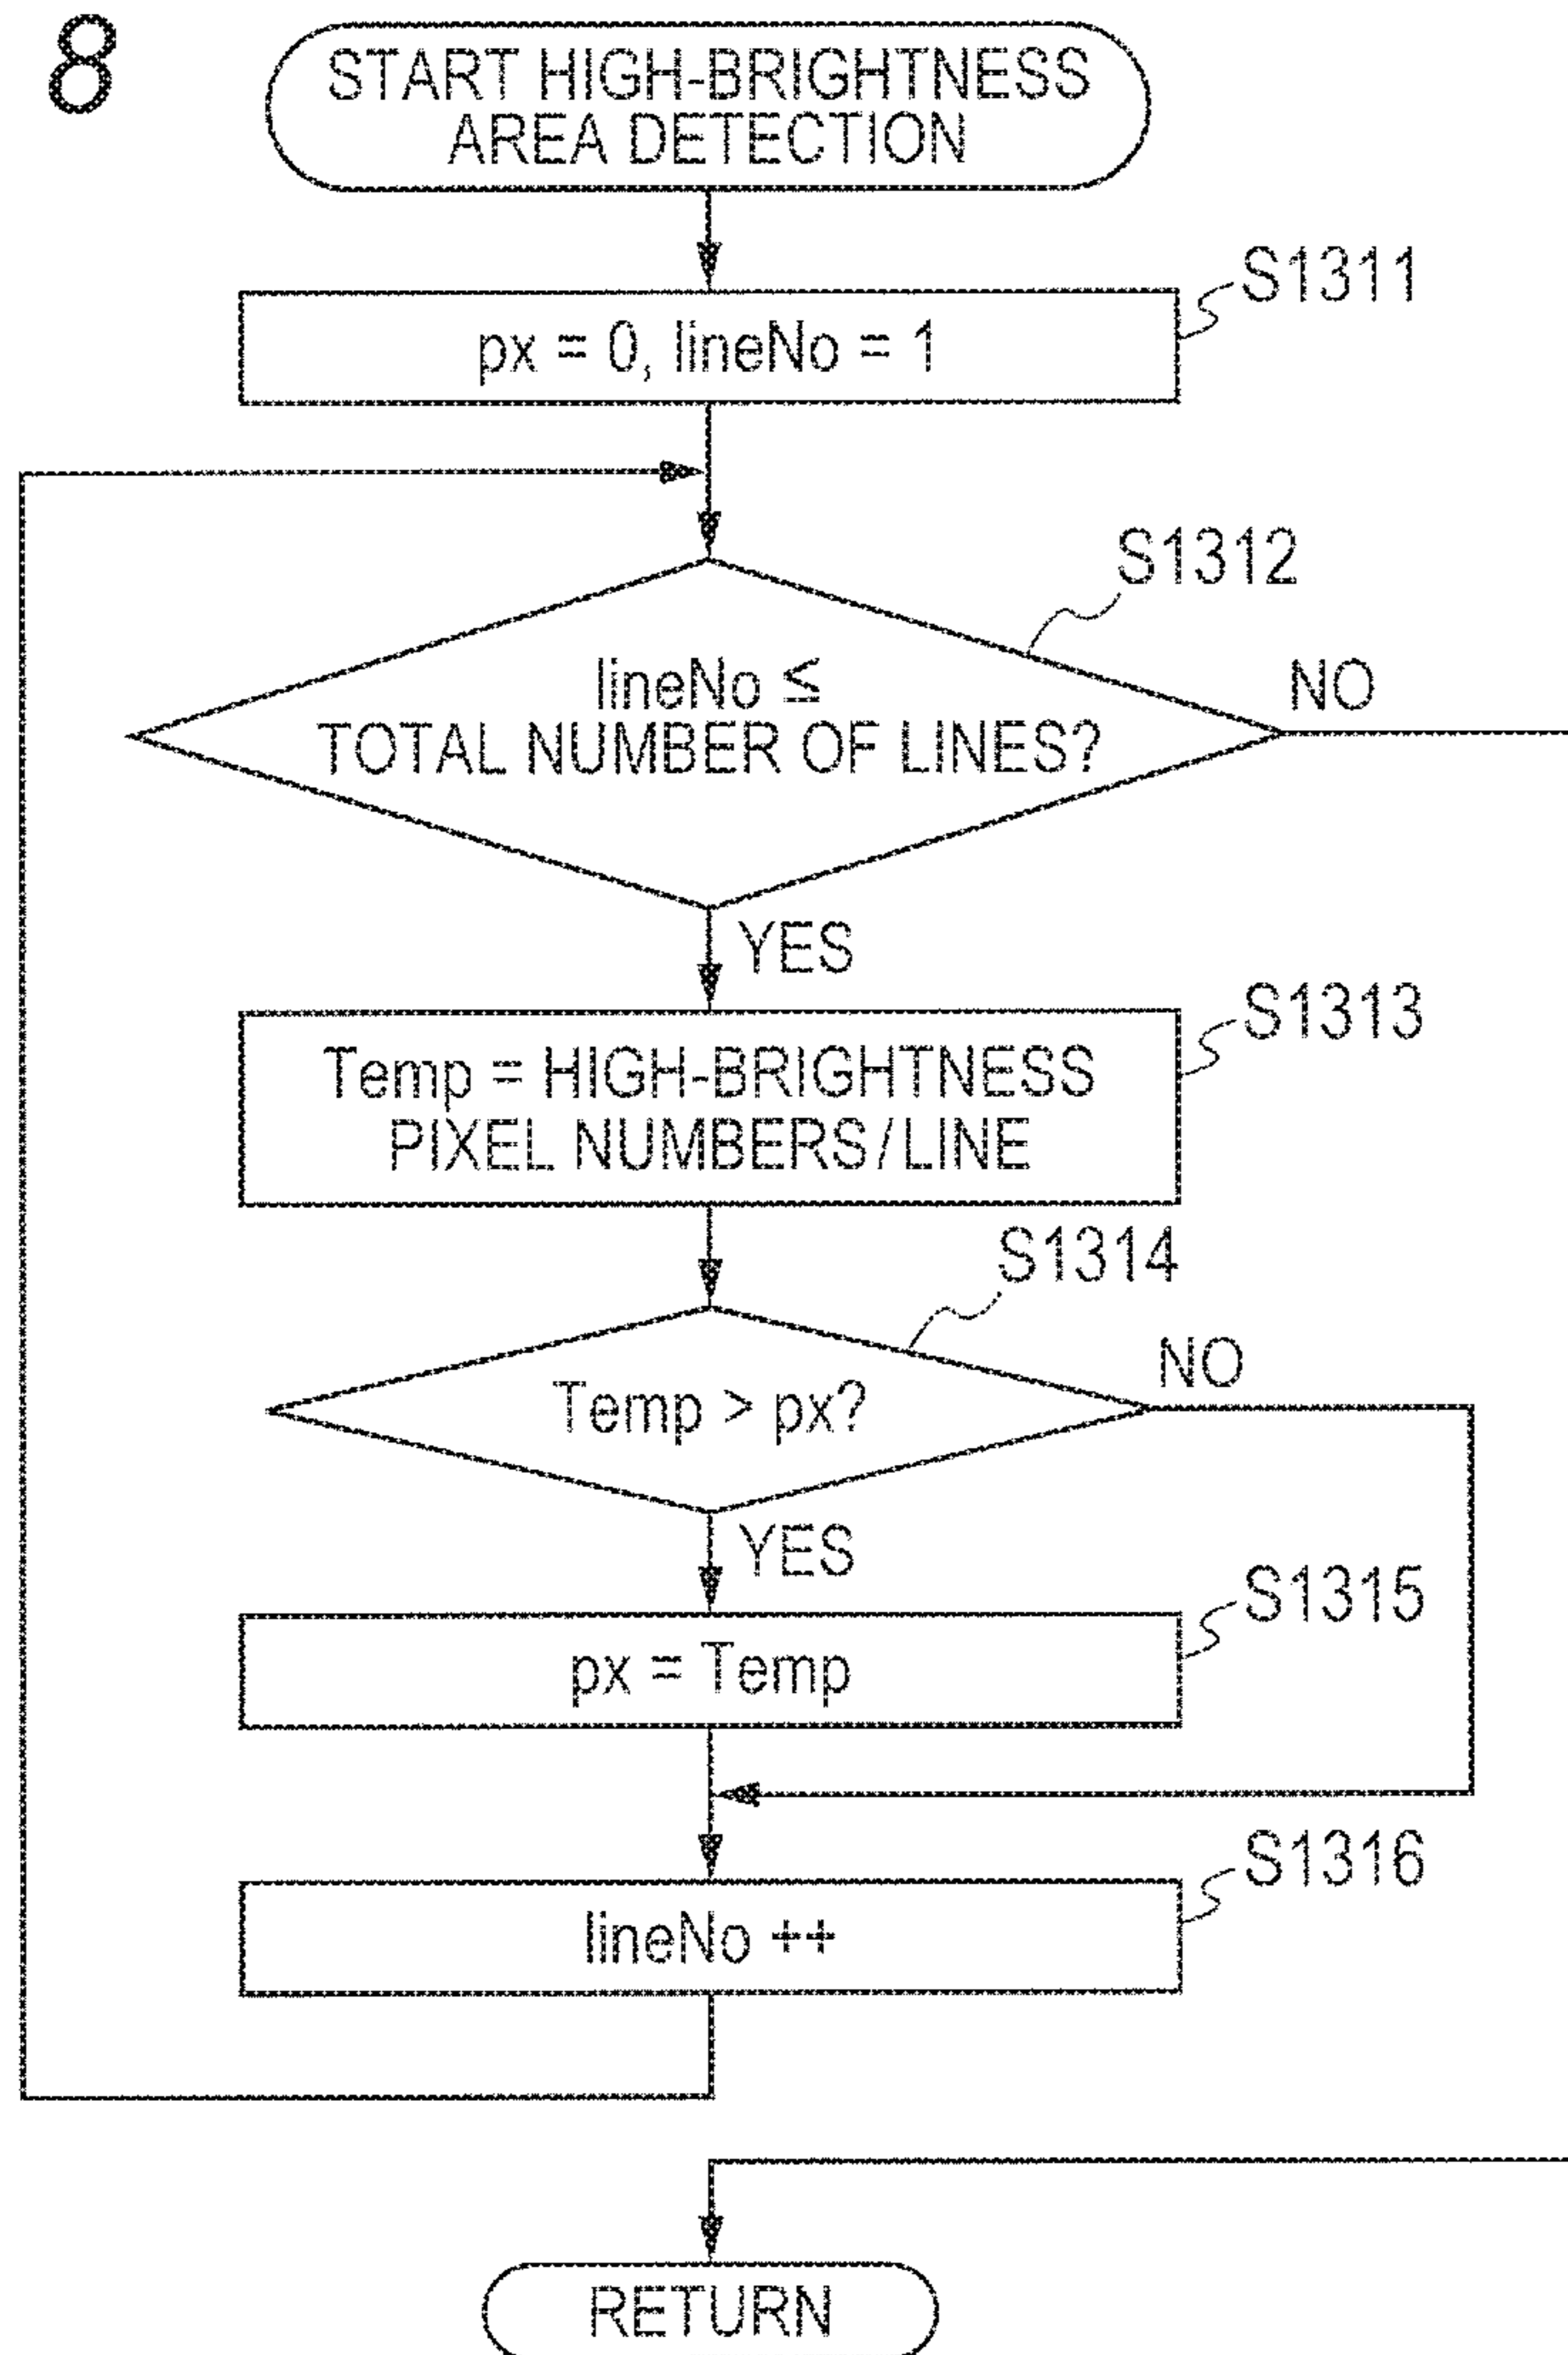 8
START HIGH-BRIGHTNESS
AREA DETECTION
S1311
px = 0, lineNo = 1
S1312
lineNo ≤
TOTAL NUMBER OF LINES?
NO
YES
S1313
Temp = HIGH-BRIGHTNESS
PIXEL NUMBERS/LINE
S1314
Temp > px?
NO
YES
S1315
px = Temp
S1316
lineNo ++
RETURN